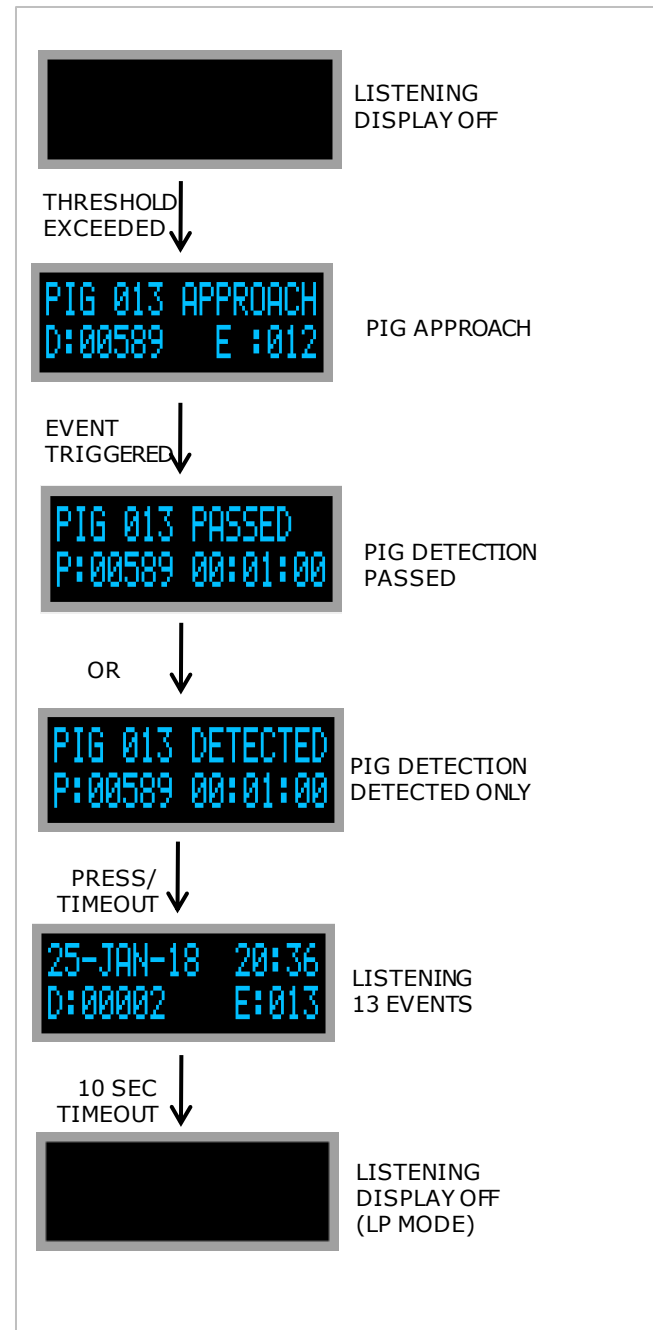 LISTENING
DISPLAY OFF
THRESHOLD
EXCEEDED
PIG 013 APPROACH
D:00589 E :012
PIG APPROACH
EVENT
TRIGGERED
PIG 013 PASSED
P:00589 00:01:00
PIG DETECTION
PASSED
OR
PIG 013 DETECTED
P:00589 00:01:00
PIG DETECTION
DETECTED ONLY
PRESS/
TIMEOUT
25-JAN-18 20:36
D:00002 E:013
LISTENING
13 EVENTS
10 SEC
TIMEOUT
LISTENING
DISPLAY OFF
(LP MODE)